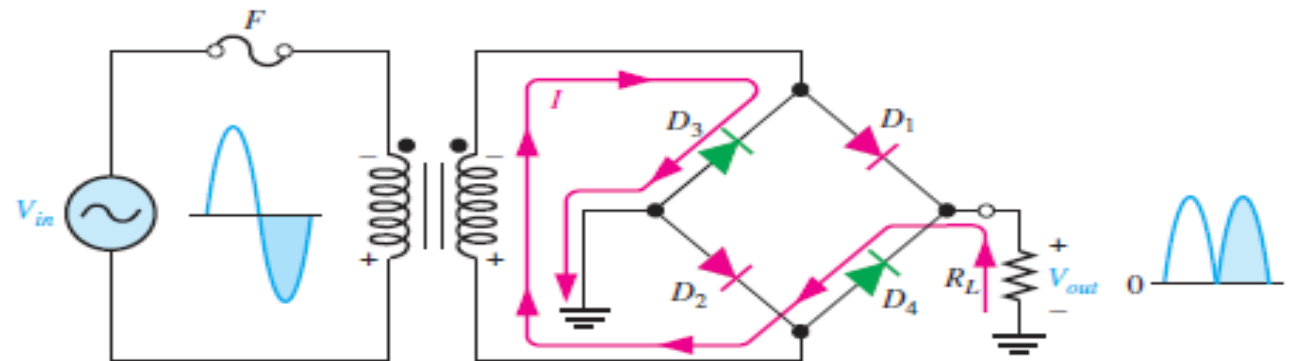 F
I
D3
D1
− −
Vin
+ +
D2
D4
RL
+
Vout
−
0